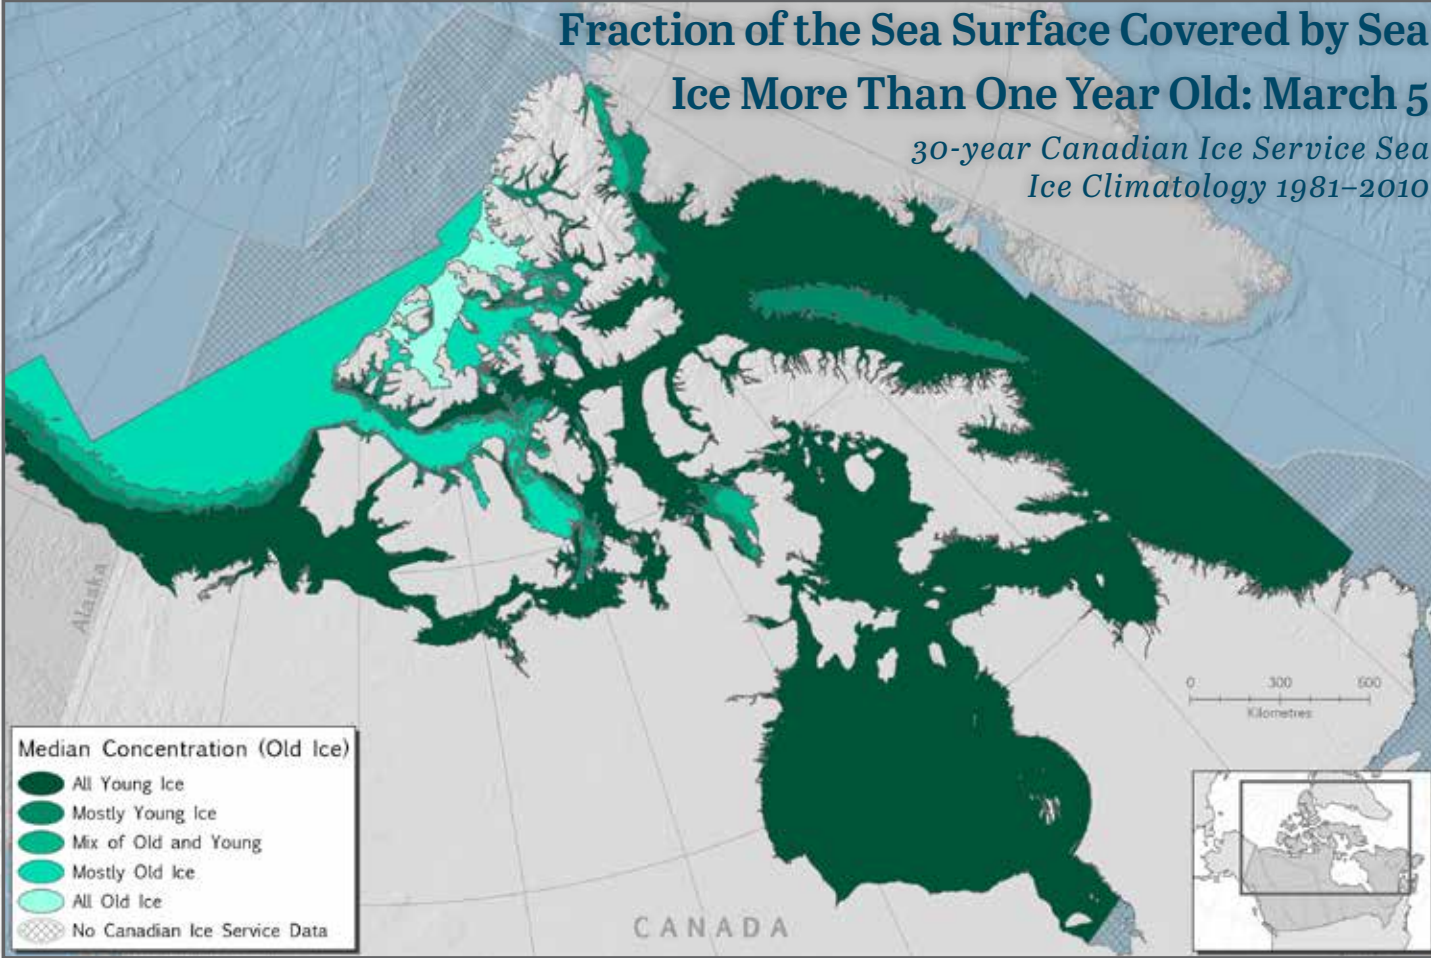 Fraction of the Sea Surface Covered by Sea
Ice More Than One Year Old: March 5
30-year Canadian Ice Service Sea
Ice Climatology 1981–2010
Alaska
0 300 600
Kilometres
Median Concentration (Old Ice)
All Young Ice
Mostly Young Ice
Mix of Old and Young
Mostly Old Ice
All Old Ice
No Canadian Ice Service Data
CANADA